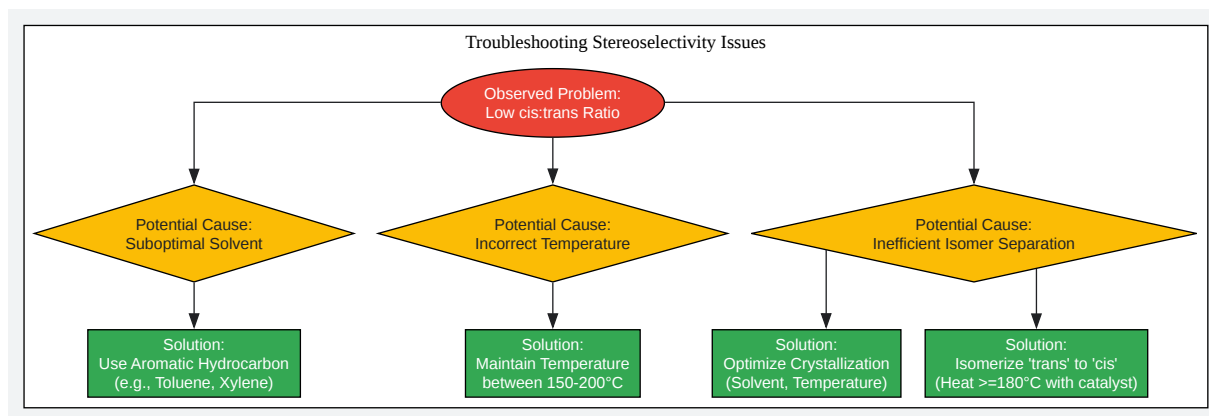 Troubleshooting Stereoselectivity Issues
Observed Problem:
Low cis:trans Ratio
Potential Cause:
Suboptimal Solvent
Potential Cause:
Incorrect Temperature
Potential Cause:
Inefficient Isomer Separation
Solution:
Use Aromatic Hydrocarbon
(e.g., Toluene, Xylene)
Solution:
Maintain Temperature
between 150-200°C
Solution:
Optimize Crystallization
(Solvent, Temperature)
Solution:
Isomerize 'trans' to 'cis'
(Heat >=180°C with catalyst)